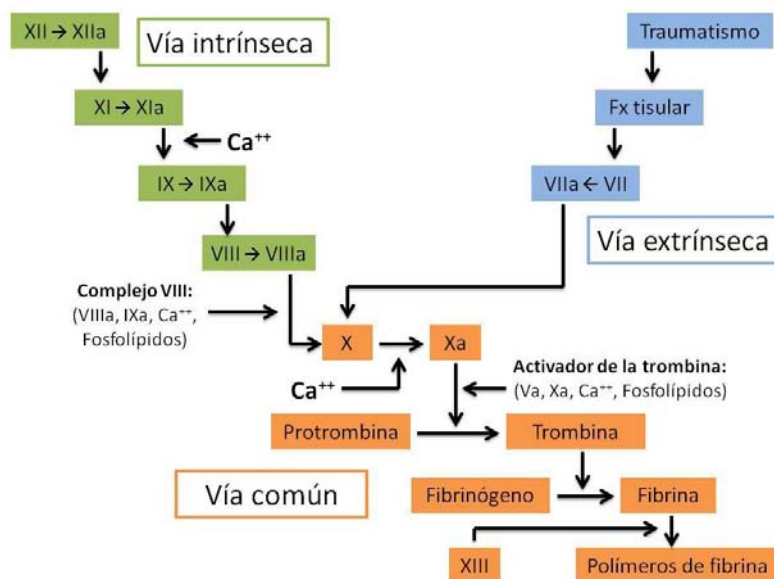 XII → XIIa
Vía intrínseca
Traumatismo
XI → XIa
Fx tisular
Ca⁺⁺
IX → IXa
VIIa ← VII
Vía extrínseca
VIII → VIIIa
Complejo VIII:
(VIIIa, IXa, Ca⁺⁺,
Fosfolípidos)
X
Xa
Ca⁺⁺
Activador de la trombina:
(Va, Xa, Ca⁺⁺, Fosfolípidos)
Protrombina
Trombina
Vía común
Fibrinógeno
Fibrina
XIII
Polímeros de fibrina